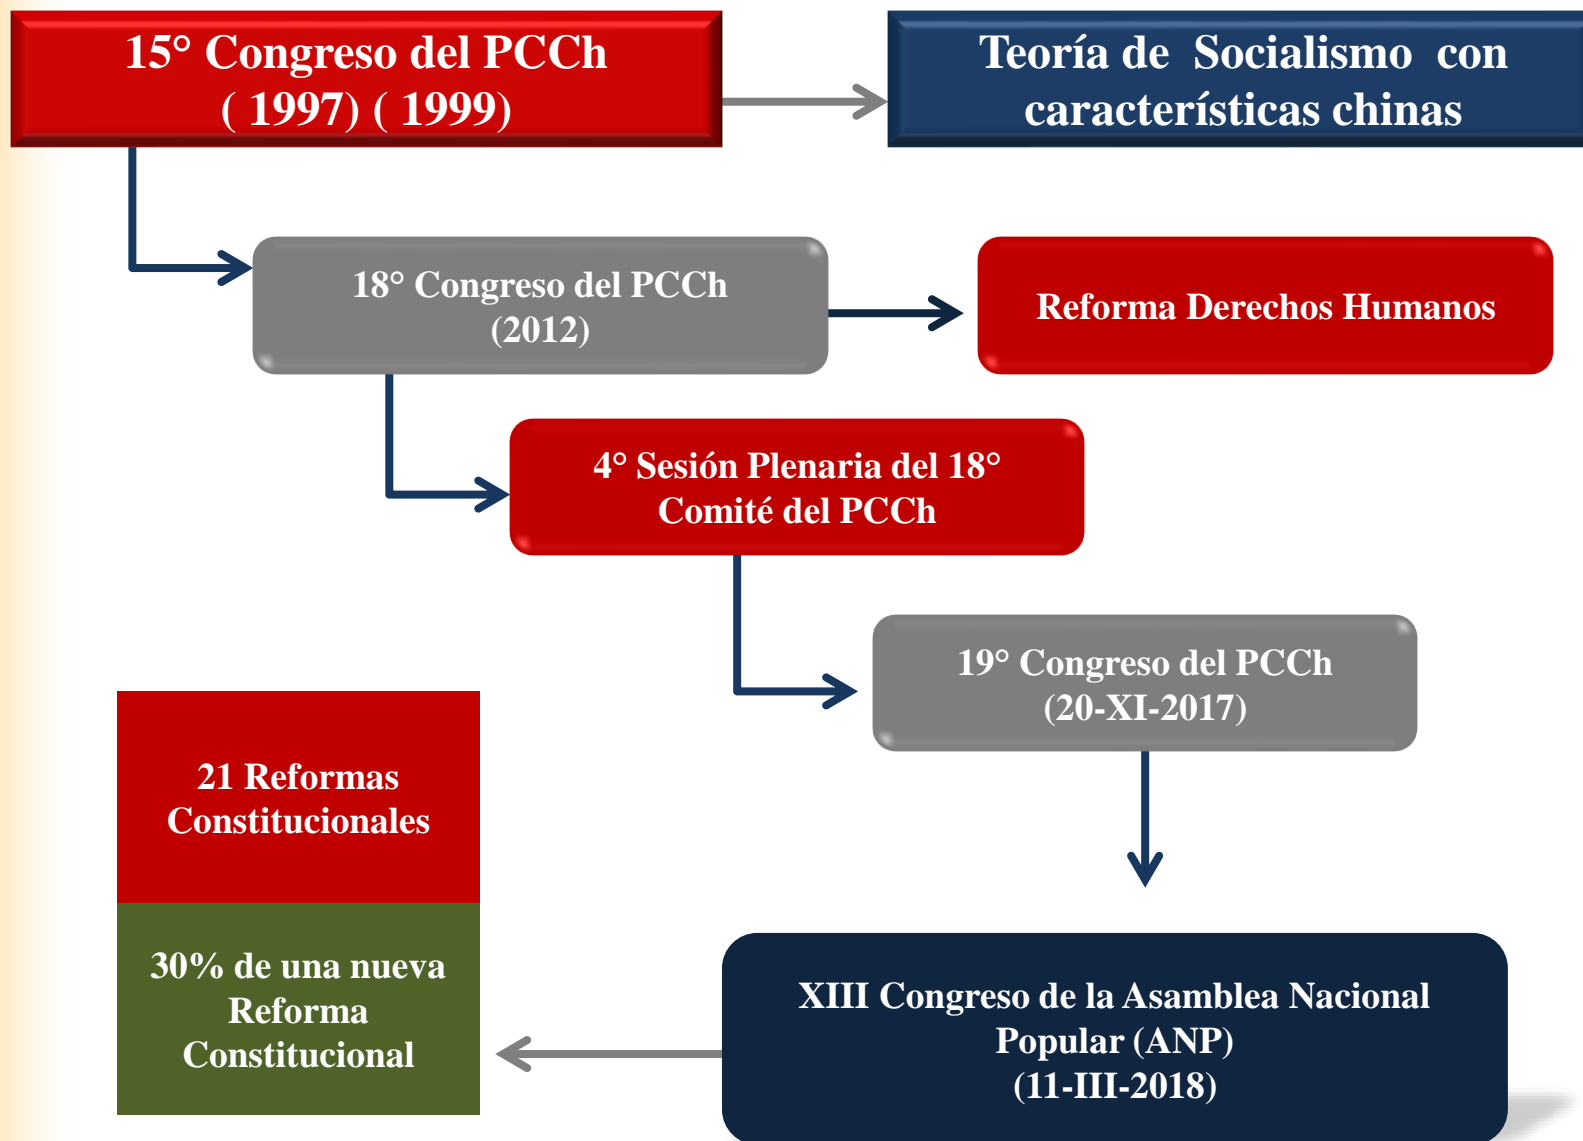 15° Congreso del PCCh
( 1997) ( 1999)
Teoría de Socialismo con
características chinas
18° Congreso del PCCh
(2012)
Reforma Derechos Humanos
4° Sesión Plenaria del 18°
Comité del PCCh
19° Congreso del PCCh
(20-XI-2017)
21 Reformas
Constitucionales
30% de una nueva
Reforma
Constitucional
XIII Congreso de la Asamblea Nacional
Popular (ANP)
(11-III-2018)